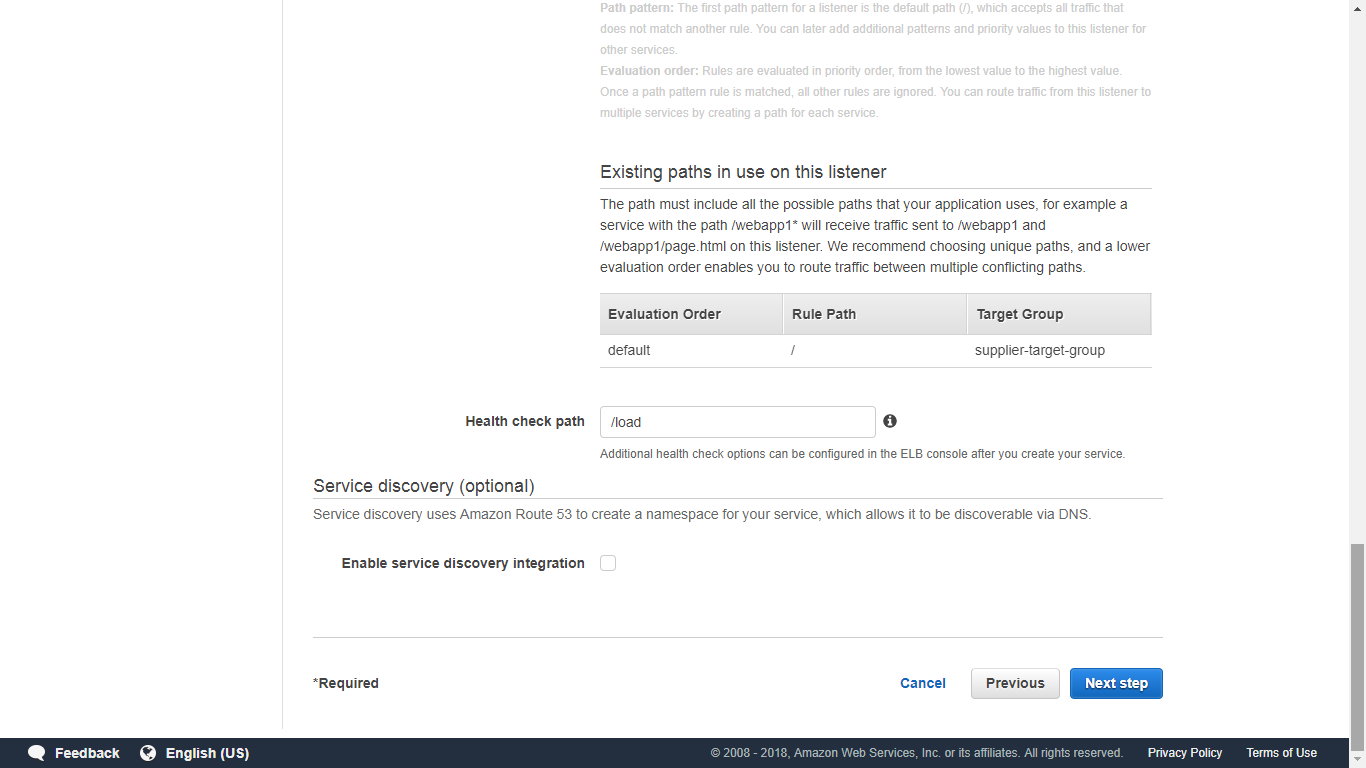 Path pattern: The first path pattern for a listener is the default path (/), which accepts all traffic that
does not match another rule. You can later add additional patterns and priority values to this listener for
other services.
Evaluation order: Rules are evaluated in priority order, from the lowest value to the highest value.
Once a path pattern rule is matched, all other rules are ignored. You can route traffic from this listener to
multiple services by creating a path for each service.
Existing paths in use on this listener
The path must include all the possible paths that your application uses, for example a
service with the path /webapp1* will receive traffic sent to /webapp1 and
/webapp1/page.html on this listener. We recommend choosing unique paths, and a lower
evaluation order enables you to route traffic between multiple conflicting paths.
Evaluation Order Rule Path Target Group
default / supplier-target-group
Health check path /load
Additional health check options can be configured in the ELB console after you create your service.
Service discovery (optional)
Service discovery uses Amazon Route 53 to create a namespace for your service, which allows it to be discoverable via DNS.
Enable service discovery integration
*Required Cancel Previous Next step
Feedback English (US) © 2008 - 2018, Amazon Web Services, Inc. or its affiliates. All rights reserved. Privacy Policy Terms of Use